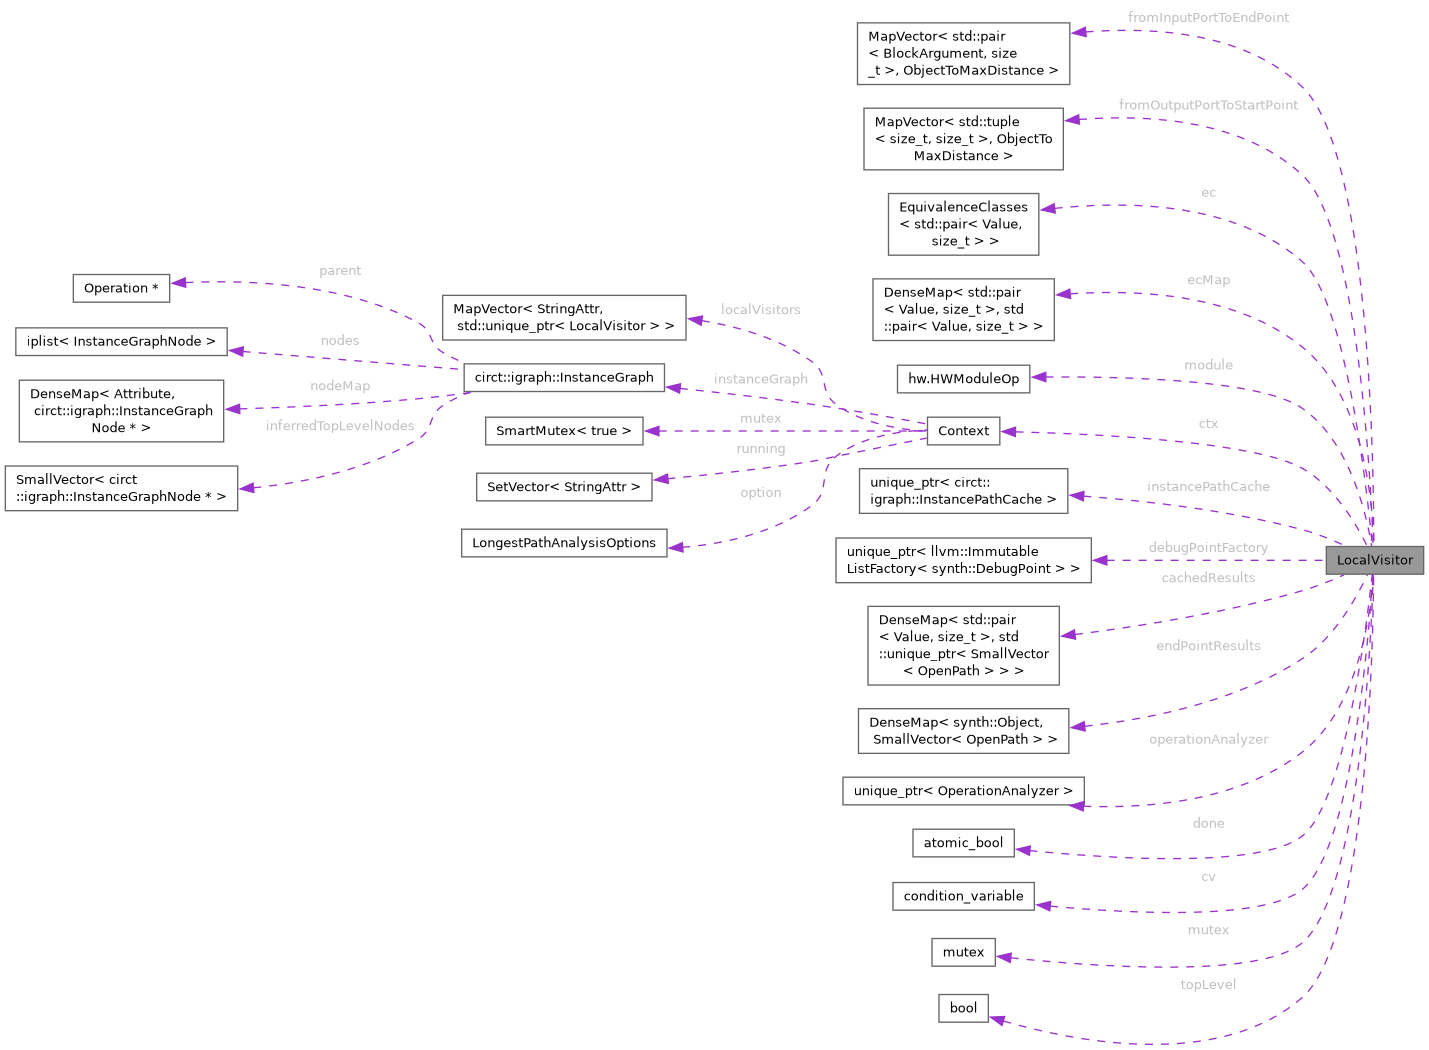 fromInputPortToEndPoint
MapVector< std::pair
< BlockArgument, size
_t >, ObjectToMaxDistance >
fromOutputPortToStartPoint
MapVector< std::tuple
< size_t, size_t >, ObjectTo
MaxDistance >
ec
EquivalenceClasses
< std::pair< Value,
size_t > >
parent
Operation *
ecMap
DenseMap< std::pair
< Value, size_t >, std
::pair< Value, size_t > >
MapVector< StringAttr,
std::unique_ptr< LocalVisitor > >
localVisitors
nodes
iplist< InstanceGraphNode >
module
hw.HWModuleOp
circt::igraph::InstanceGraph
instanceGraph
nodeMap
DenseMap< Attribute,
circt::igraph::InstanceGraph
Node * >
inferredTopLevelNodes
SmartMutex< true >
mutex
Context
ctx
running
SetVector< StringAttr >
SmallVector< circt
::igraph::InstanceGraphNode * >
unique_ptr< circt::
igraph::InstancePathCache >
instancePathCache
option
LongestPathAnalysisOptions
unique_ptr< llvm::Immutable
ListFactory< synth::DebugPoint > >
debugPointFactory
LocalVisitor
cachedResults
DenseMap< std::pair
< Value, size_t >, std
::unique_ptr< SmallVector
< OpenPath > > >
endPointResults
DenseMap< synth::Object,
SmallVector< OpenPath > >
operationAnalyzer
unique_ptr< OperationAnalyzer >
done
atomic_bool
cv
condition_variable
mutex
mutex
topLevel
bool